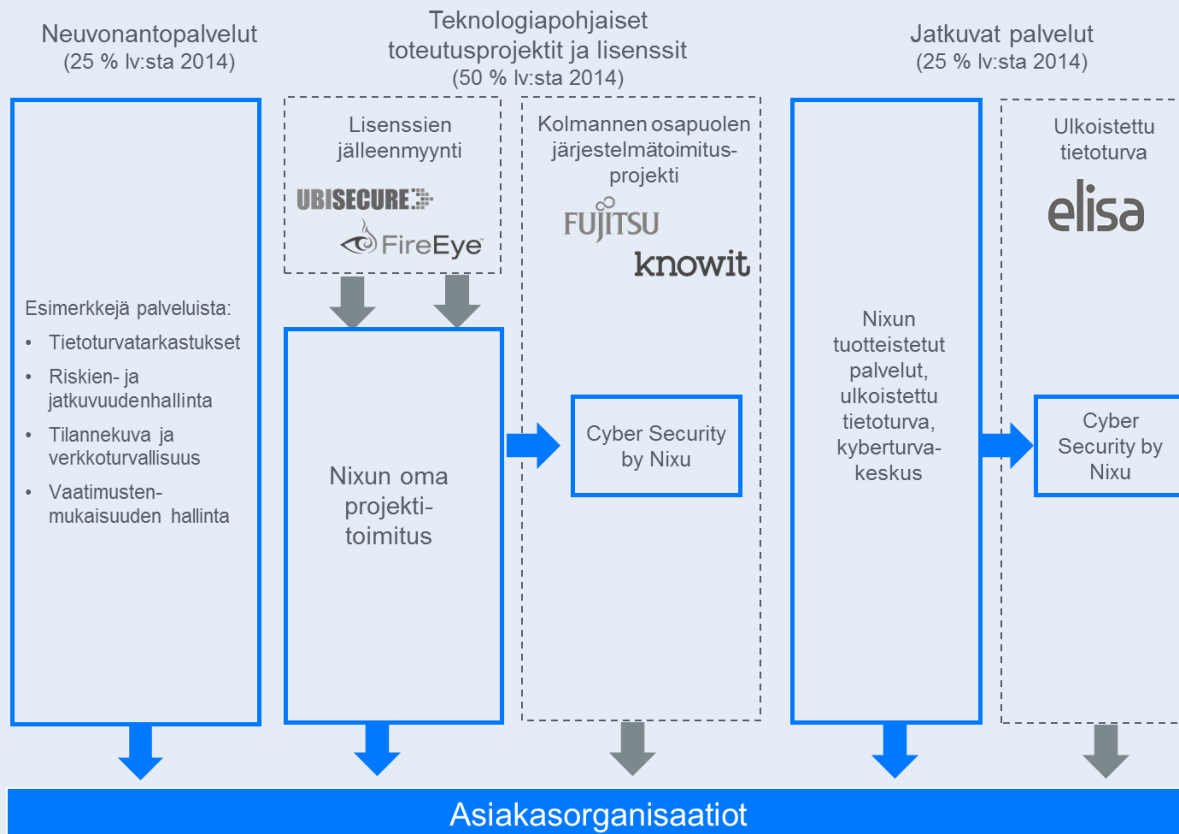 Neuvonantopalvelut
(25 % lv:sta 2014)
Teknologiapohjaiset
toteutusprojektit ja lisenssit
(50 % lv:sta 2014)
Jatkuvat palvelut
(25 % lv:sta 2014)
Esimerkkejä palveluista:
• Tietoturvatarkastukset
• Riskien- ja
jatkuvuudenhallinta
• Tilannekuva ja
verkkoturvallisuus
• Vaatimusten-
mukaisuuden hallinta
Lisenssien
jälleenmyynti
UBISECURE
FireEye™
Nixun oma
projekti-
toimitus
Kolmannen osapuolen
järjestelmätoimitus-
projekti
FUJITSU
knowit
Cyber Security
by Nixu
Nixun
tuotteistetut
palvelut,
ulkoistettu
tietoturva,
kyberturva-
keskus
Ulkoistettu
tietoturva
elisa
Cyber
Security by
Nixu
Asiakasorganisaatiot